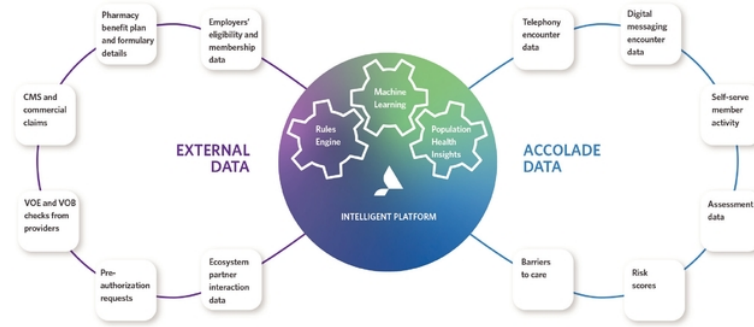 Pharmacy
benefit plan
and formulary
details
Employers'
eligibility and
membership
data
CMS and
commercial
claims
VOE and VOB
checks from
providers
Pre-
authorization
requests
Ecosystem
partner
interaction
data
EXTERNAL
DATA
Rules
Engine
Machine
Learning
Population
Health
Insights
INTELLIGENT PLATFORM
ACCOLADE
DATA
Telephony
encounter
data
Digital
messaging
encounter
data
Self-serve
member
activity
Assessment
data
Risk
scores
Barriers
to care